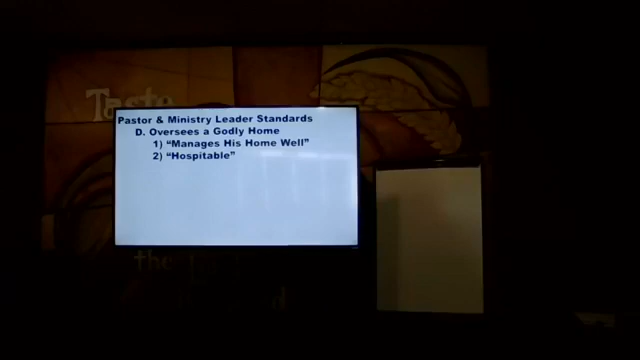 Taste
Pastor & Ministry Leader Standards
D. Oversees a Godly Home
1) “Manages His Home Well”
2) “Hospitable”
the